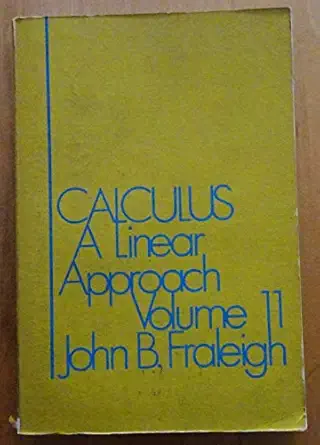 CALCULUS
A Linear
Approach
Volume 11
John B. Fraleigh